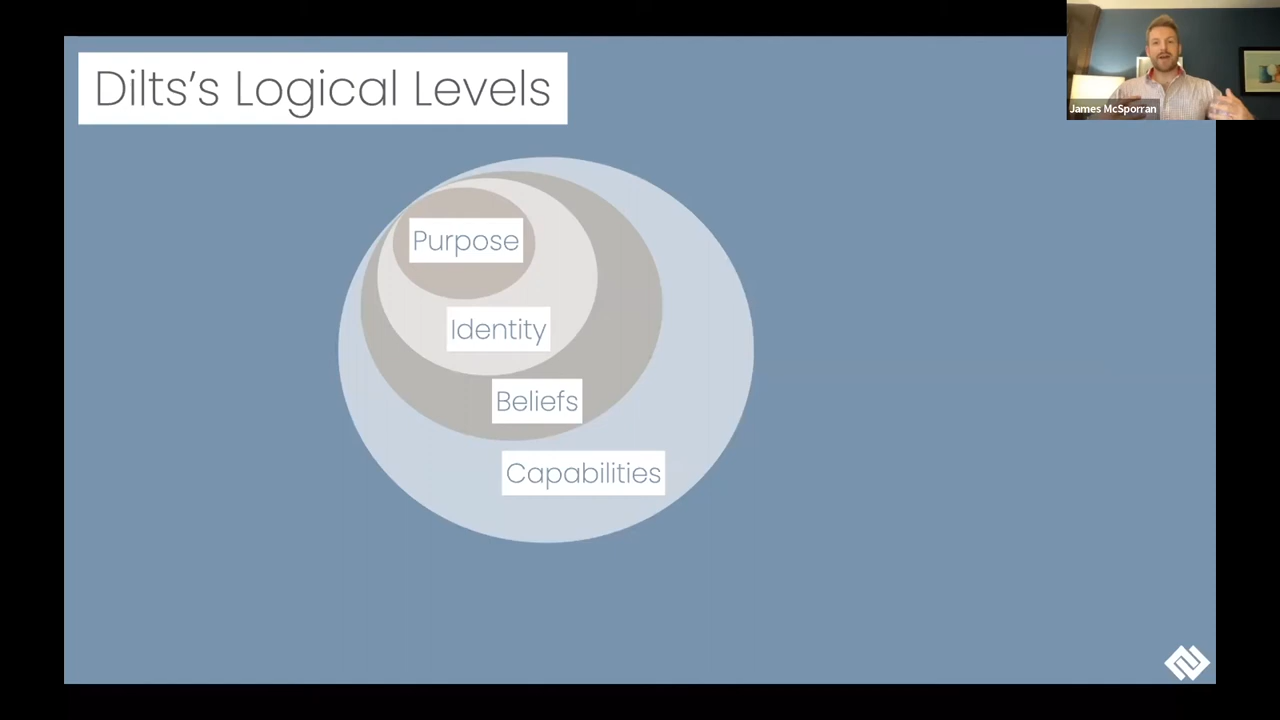 Dilts's Logical Levels
James McSporran
Purpose
Identity
Beliefs
Capabilities